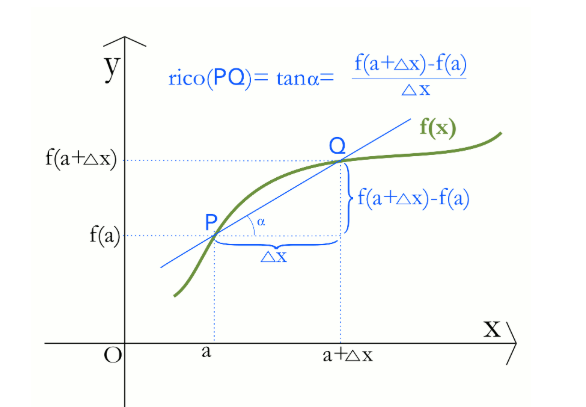 y
rico(PQ)= tanα= f(a+△x)-f(a)
△x
f(x)
Q
f(a+△x)
f(a+△x)-f(a)
P
α
f(a)
△x
x
O
a
a+△x